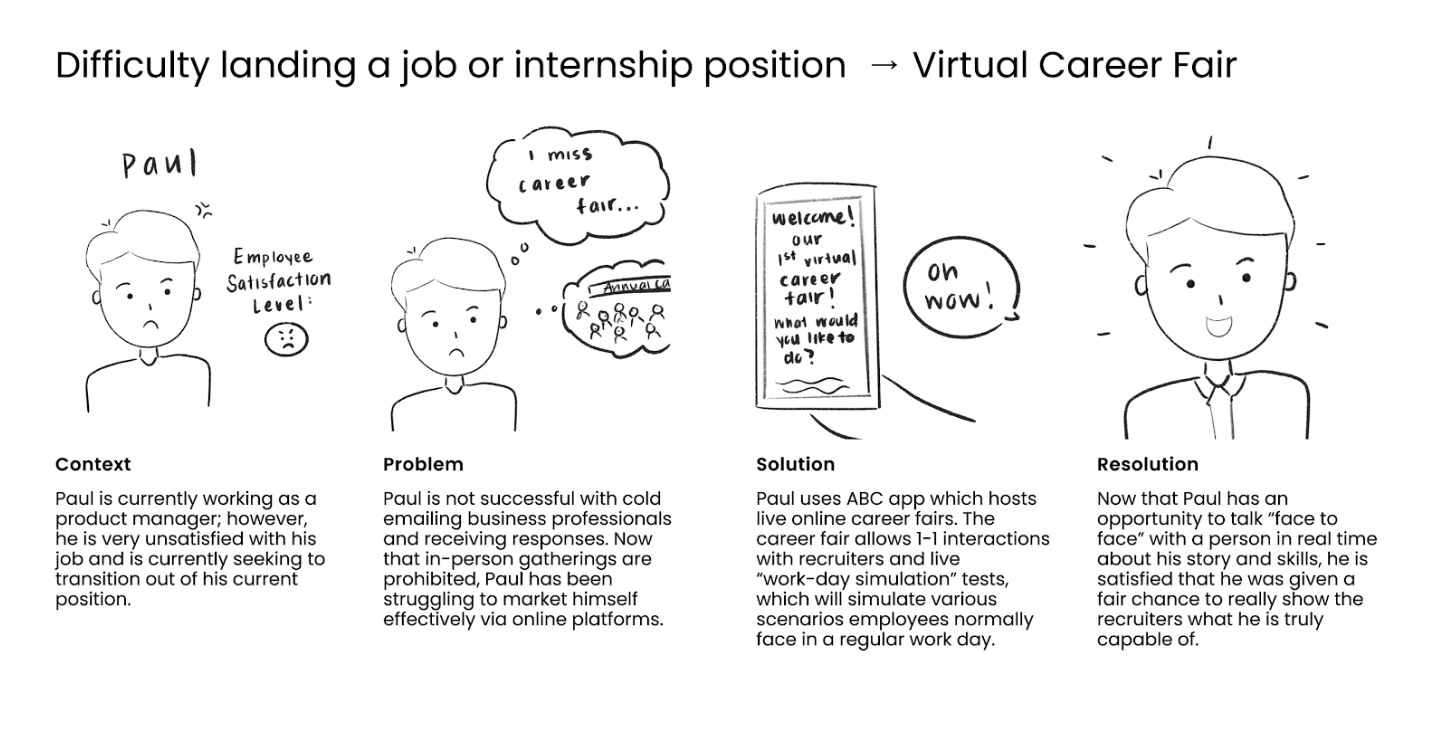 Difficulty landing a job or internship position → Virtual Career Fair
Paul
Employee
Satisfaction
Level:
I miss
career
fair...
Annual Ca
Welcome!
our
1st virtual
career
fair!
what would
you like to
do?
oh
wow!
Context
Paul is currently working as a
product manager; however,
he is very unsatisfied with his
job and is currently seeking to
transition out of his current
position.
Problem
Paul is not successful with cold
emailing business professionals
and receiving responses. Now
that in-person gatherings are
prohibited, Paul has been
struggling to market himself
effectively via online platforms.
Solution
Paul uses ABC app which hosts
live online career fairs. The
career fair allows 1-1 interactions
with recruiters and live
“work-day simulation” tests,
which will simulate various
scenarios employees normally
face in a regular work day.
Resolution
Now that Paul has an
opportunity to talk “face to
face” with a person in real time
about his story and skills, he is
satisfied that he was given a
fair chance to really show the
recruiters what he is truly
capable of.